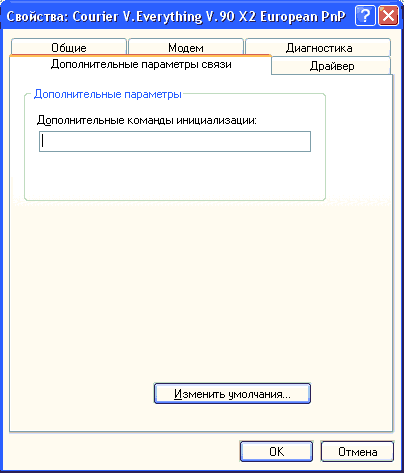 Свойства: Courier V.Everything V.90 X2 European PnP
Общие Модем Диагностика
Дополнительные параметры связи Драйвер
Дополнительные параметры
Дополнительные команды инициализации:
Изменить умолчания...
OK Отмена